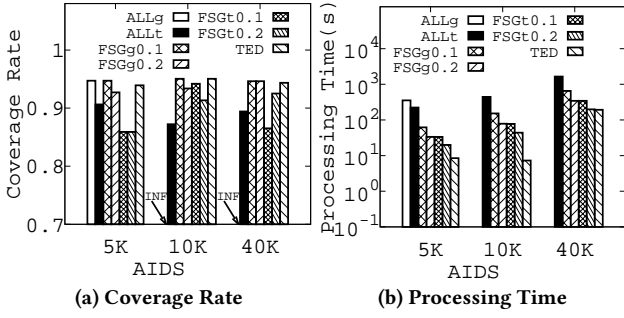 ALLg FSGt0.1
ALLt FSGt0.2
FSGg0.1 TED
FSGg0.2
Coverage Rate
1
0.9
0.8
0.7
INF INF
5K 10K 40K
AIDS
(a) Coverage Rate
ALLg FSGt0.1
ALLt FSGt0.2
FSGg0.1 TED
FSGg0.2
Processing Time(s)
10^4
10^3
10^2
10^1
10^0
10^-1
5K 10K 40K
AIDS
(b) Processing Time